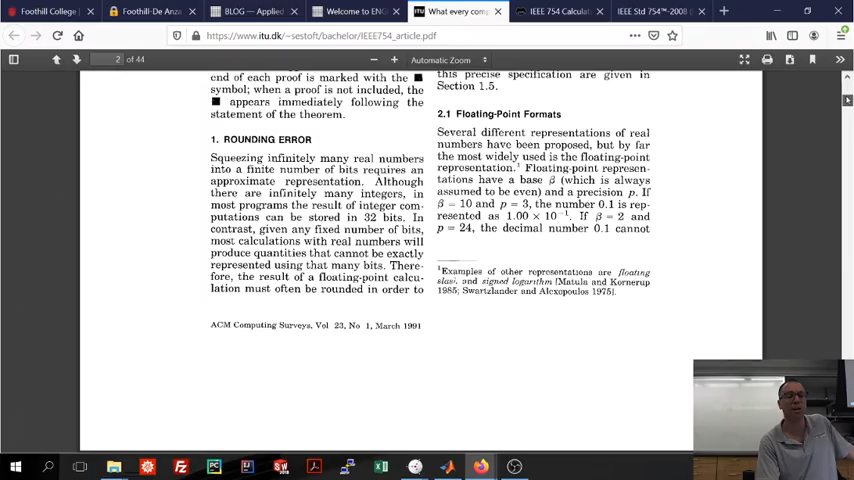 Foothill College
Foothill-De Anza
BLOG — Applied
Welcome to ENG
What every comp
IEEE 754 Calculat
IEEE Std 754™-2008 (
https://www.itu.dk/~sestoft/bachelor/IEEE754_article.pdf
2 of 44
Automatic Zoom
end of each proof is marked with the ■
symbol; when a proof is not included, the
■ appears immediately following the
statement of the theorem.
1. ROUNDING ERROR
Squeezing infinitely many real numbers
into a finite number of bits requires an
approximate representation. Although
there are infinitely many integers, in
most programs the result of integer com-
putations can be stored in 32 bits. In
contrast, given any fixed number of bits,
most calculations with real numbers will
produce quantities that cannot be exactly
represented using that many bits. There-
fore, the result of a floating-point calcu-
lation must often be rounded in order to
ACM Computing Surveys, Vol 23, No 1, March 1991
this precise specification are given in
Section 1.5.
2.1 Floating-Point Formats
Several different representations of real
numbers have been proposed, but by far
the most widely used is the floating-point
representation.¹ Floating-point represen-
tations have a base β (which is always
assumed to be even) and a precision p. If
β = 10 and p = 3, the number 0.1 is rep-
resented as 1.00 × 10⁻¹. If β = 2 and
p = 24, the decimal number 0.1 cannot
¹Examples of other representations are floating
slash and signed logarithm [Matula and Kornerup
1985; Swartzlander and Alexopoulos 1975].